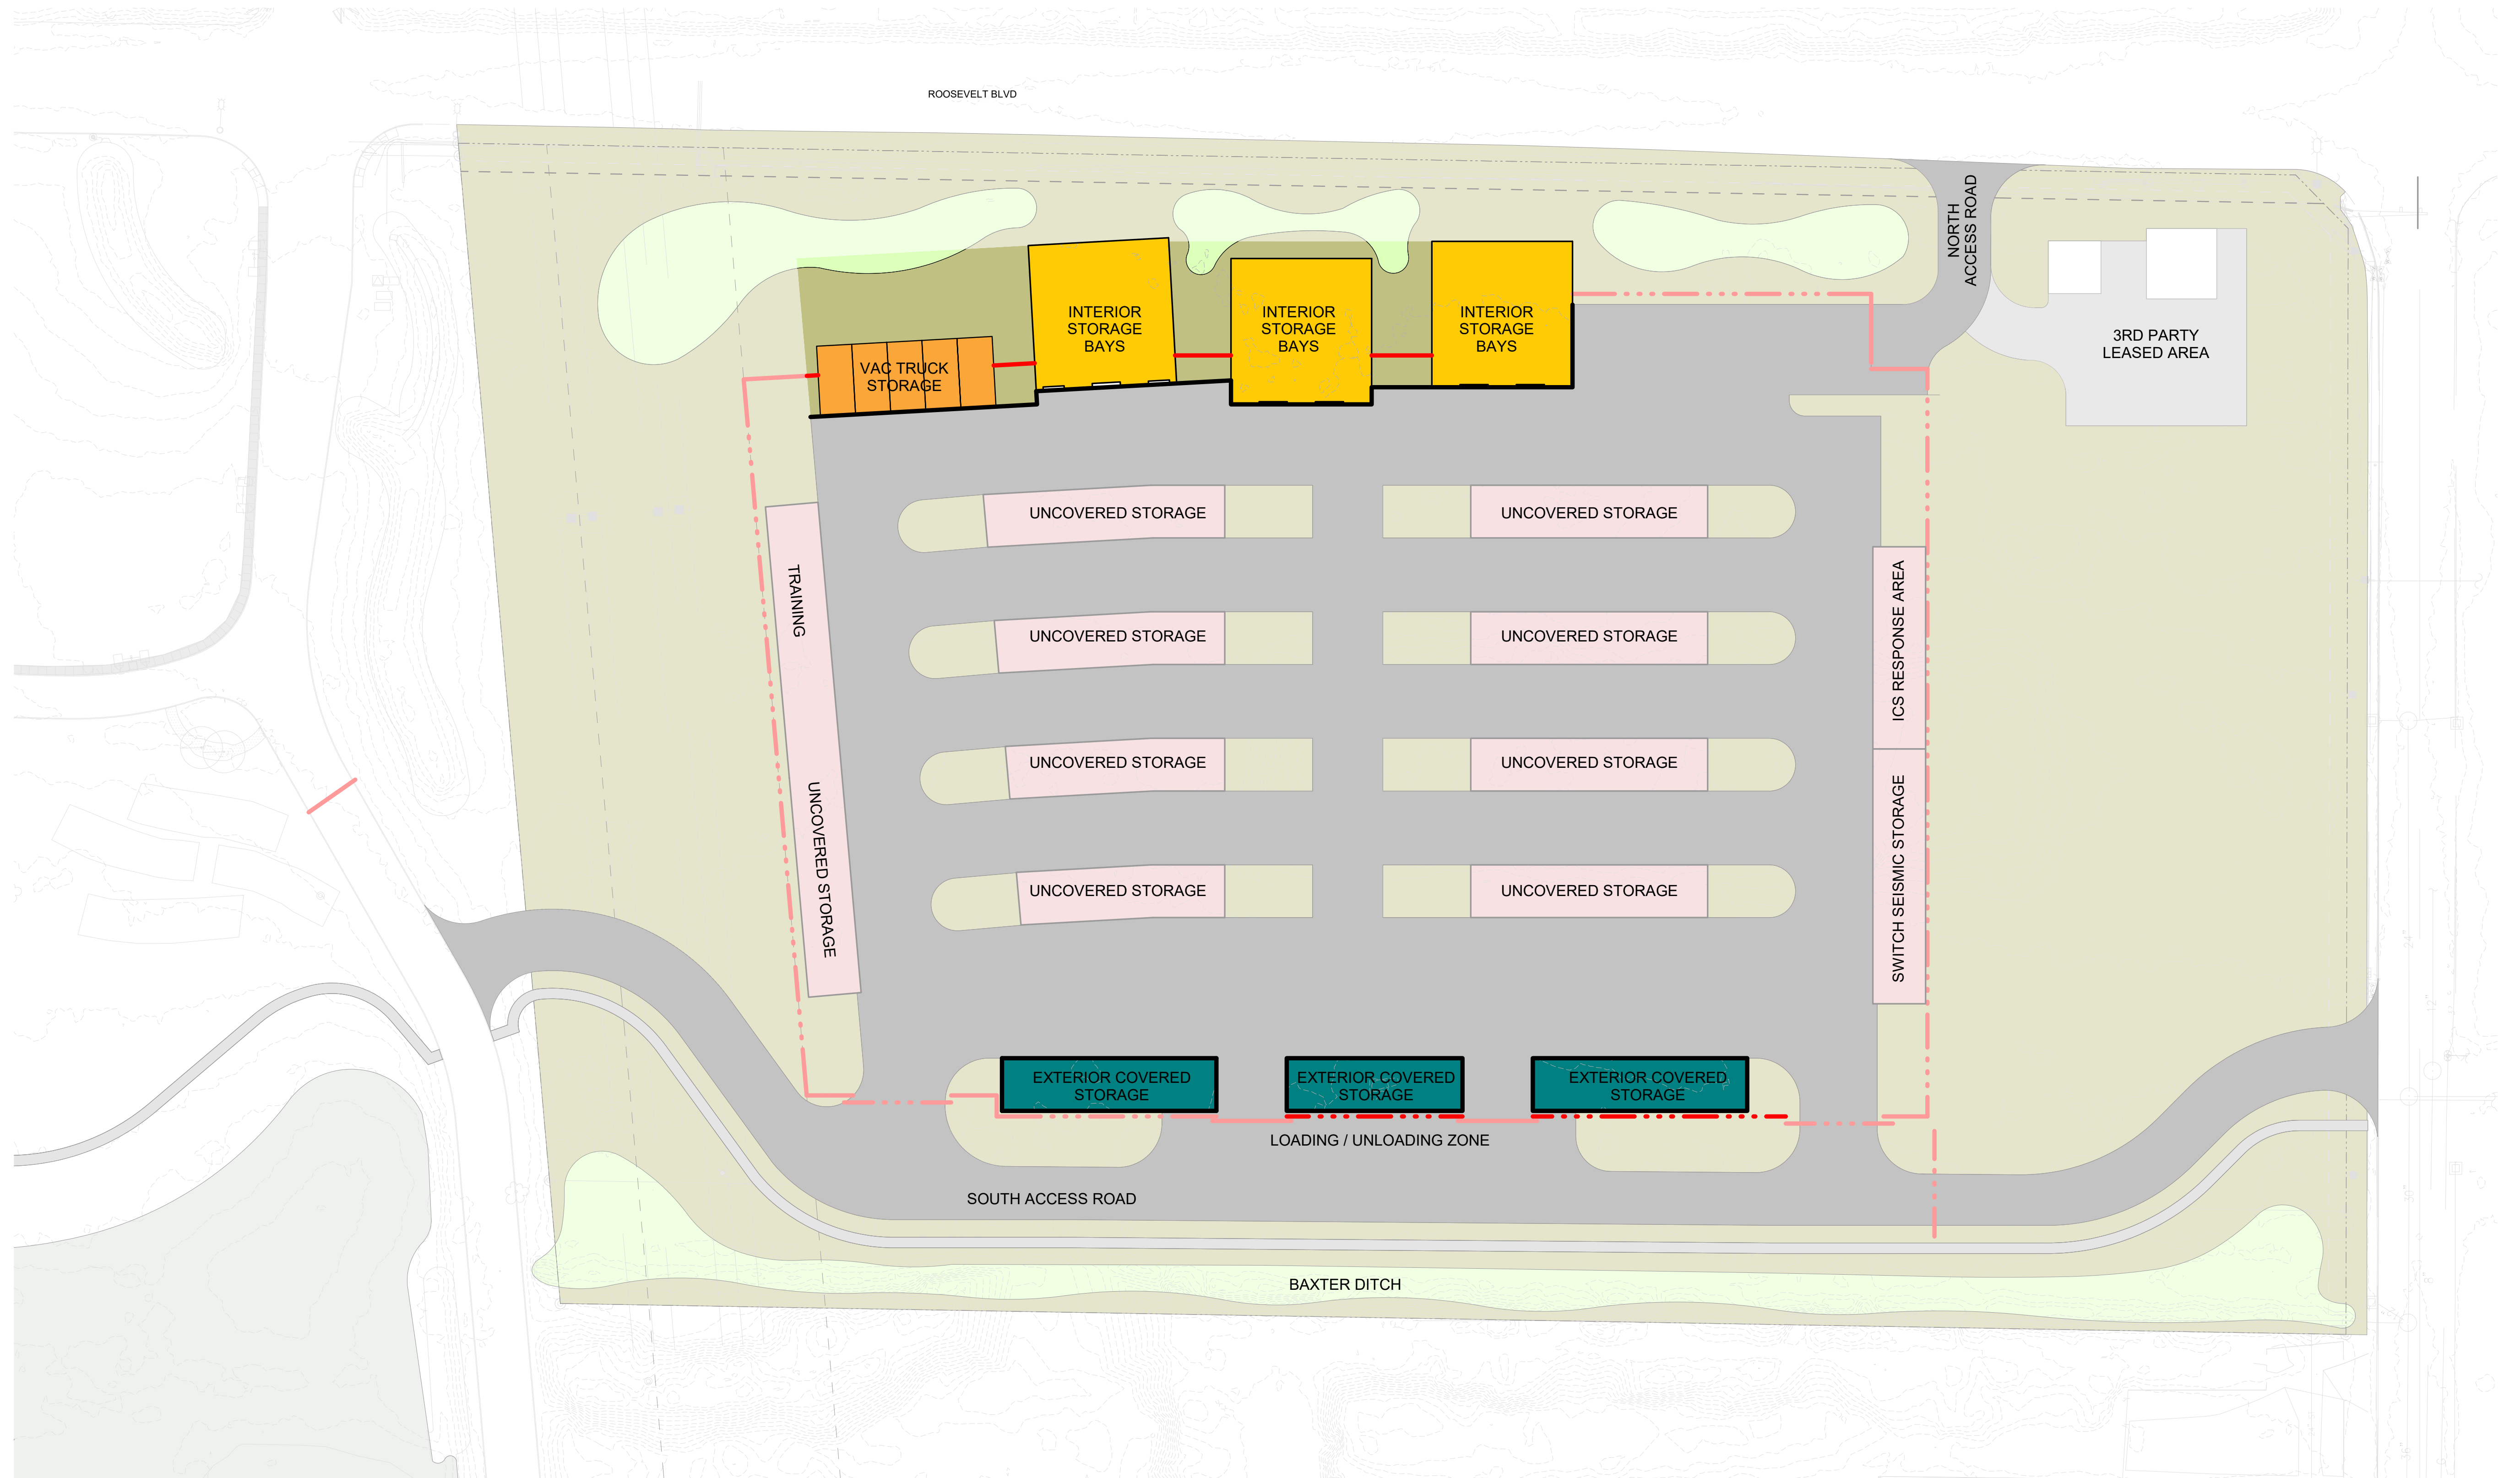 ROOSEVELT BLVD
NORTH
ACCESS ROAD
INTERIOR
STORAGE
BAYS
INTERIOR
STORAGE
BAYS
INTERIOR
STORAGE
BAYS
3RD PARTY
LEASED AREA
VAC TRUCK
STORAGE
UNCOVERED STORAGE
UNCOVERED STORAGE
TRAINING
ICS RESPONSE AREA
UNCOVERED STORAGE
UNCOVERED STORAGE
UNCOVERED STORAGE
UNCOVERED STORAGE
UNCOVERED STORAGE
SWITCH SEISMIC STORAGE
UNCOVERED STORAGE
UNCOVERED STORAGE
EXTERIOR COVERED
STORAGE
EXTERIOR COVERED
STORAGE
EXTERIOR COVERED
STORAGE
LOADING / UNLOADING ZONE
SOUTH ACCESS ROAD
BAXTER DITCH